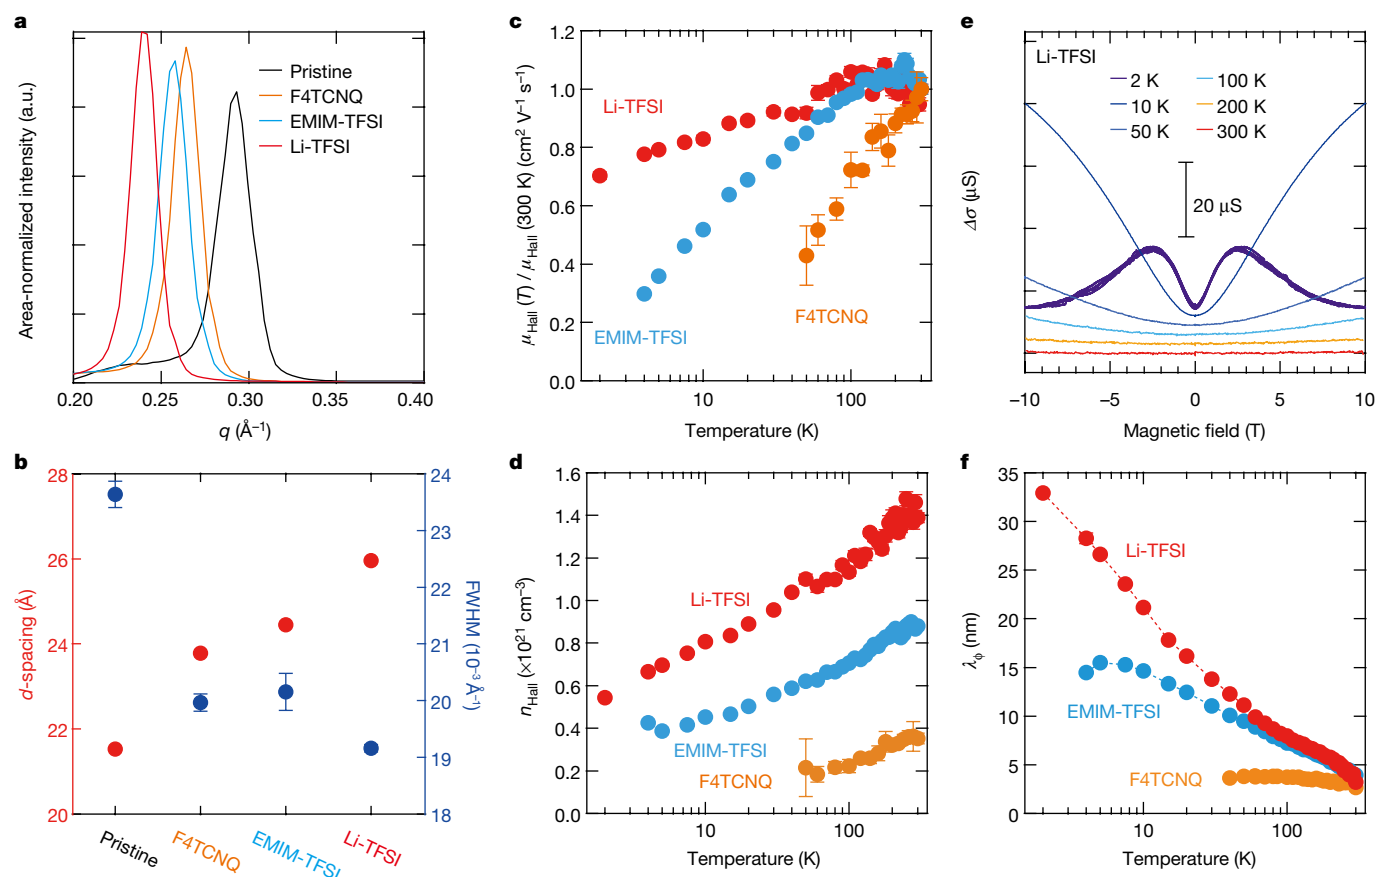 a
Area-normalized intensity (a.u.)
Pristine
F4TCNQ
EMIM-TFSI
Li-TFSI
0.20
0.25
0.30
0.35
0.40
q (Å⁻¹)
b
28
26
24
22
20
d-spacing (Å)
24
23
22
21
20
19
18
FWHM (10⁻³ Å⁻¹)
Pristine
F4TCNQ
EMIM-TFSI
Li-TFSI
c
1.2
1.0
0.8
0.6
0.4
0.2
0.0
μHall (T) / μHall (300 K) (cm² V⁻¹ s⁻¹)
Li-TFSI
EMIM-TFSI
F4TCNQ
10
100
Temperature (K)
d
1.6
1.4
1.2
1.0
0.8
0.6
0.4
0.2
0.0
nHall (×10²¹ cm⁻³)
Li-TFSI
EMIM-TFSI
F4TCNQ
10
100
Temperature (K)
e
Li-TFSI
2 K
10 K
50 K
100 K
200 K
300 K
20 μS
Δσ (μS)
−10
−5
0
5
10
Magnetic field (T)
f
35
30
25
20
15
10
5
0
λϕ (nm)
Li-TFSI
EMIM-TFSI
F4TCNQ
10
100
Temperature (K)